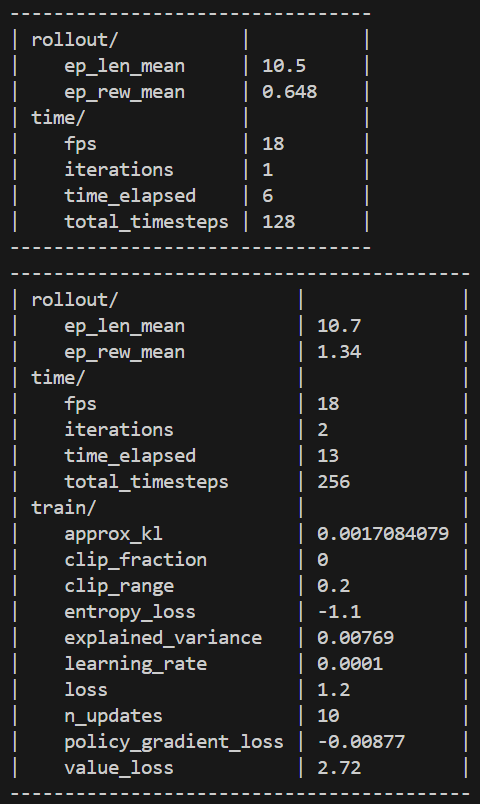 ----------------------------------
| rollout/           |          |
|    ep_len_mean     | 10.5     |
|    ep_rew_mean     | 0.648    |
| time/              |          |
|    fps             | 18       |
|    iterations      | 1        |
|    time_elapsed    | 6        |
|    total_timesteps | 128      |
----------------------------------
-------------------------------------------
| rollout/                |               |
|    ep_len_mean          | 10.7          |
|    ep_rew_mean          | 1.34          |
| time/                   |               |
|    fps                  | 18            |
|    iterations           | 2             |
|    time_elapsed         | 13            |
|    total_timesteps      | 256           |
| train/                  |               |
|    approx_kl            | 0.0017084079 |
|    clip_fraction        | 0             |
|    clip_range           | 0.2           |
|    entropy_loss         | -1.1          |
|    explained_variance   | 0.00769       |
|    learning_rate        | 0.0001        |
|    loss                 | 1.2           |
|    n_updates            | 10            |
|    policy_gradient_loss | -0.00877      |
|    value_loss           | 2.72          |
-------------------------------------------